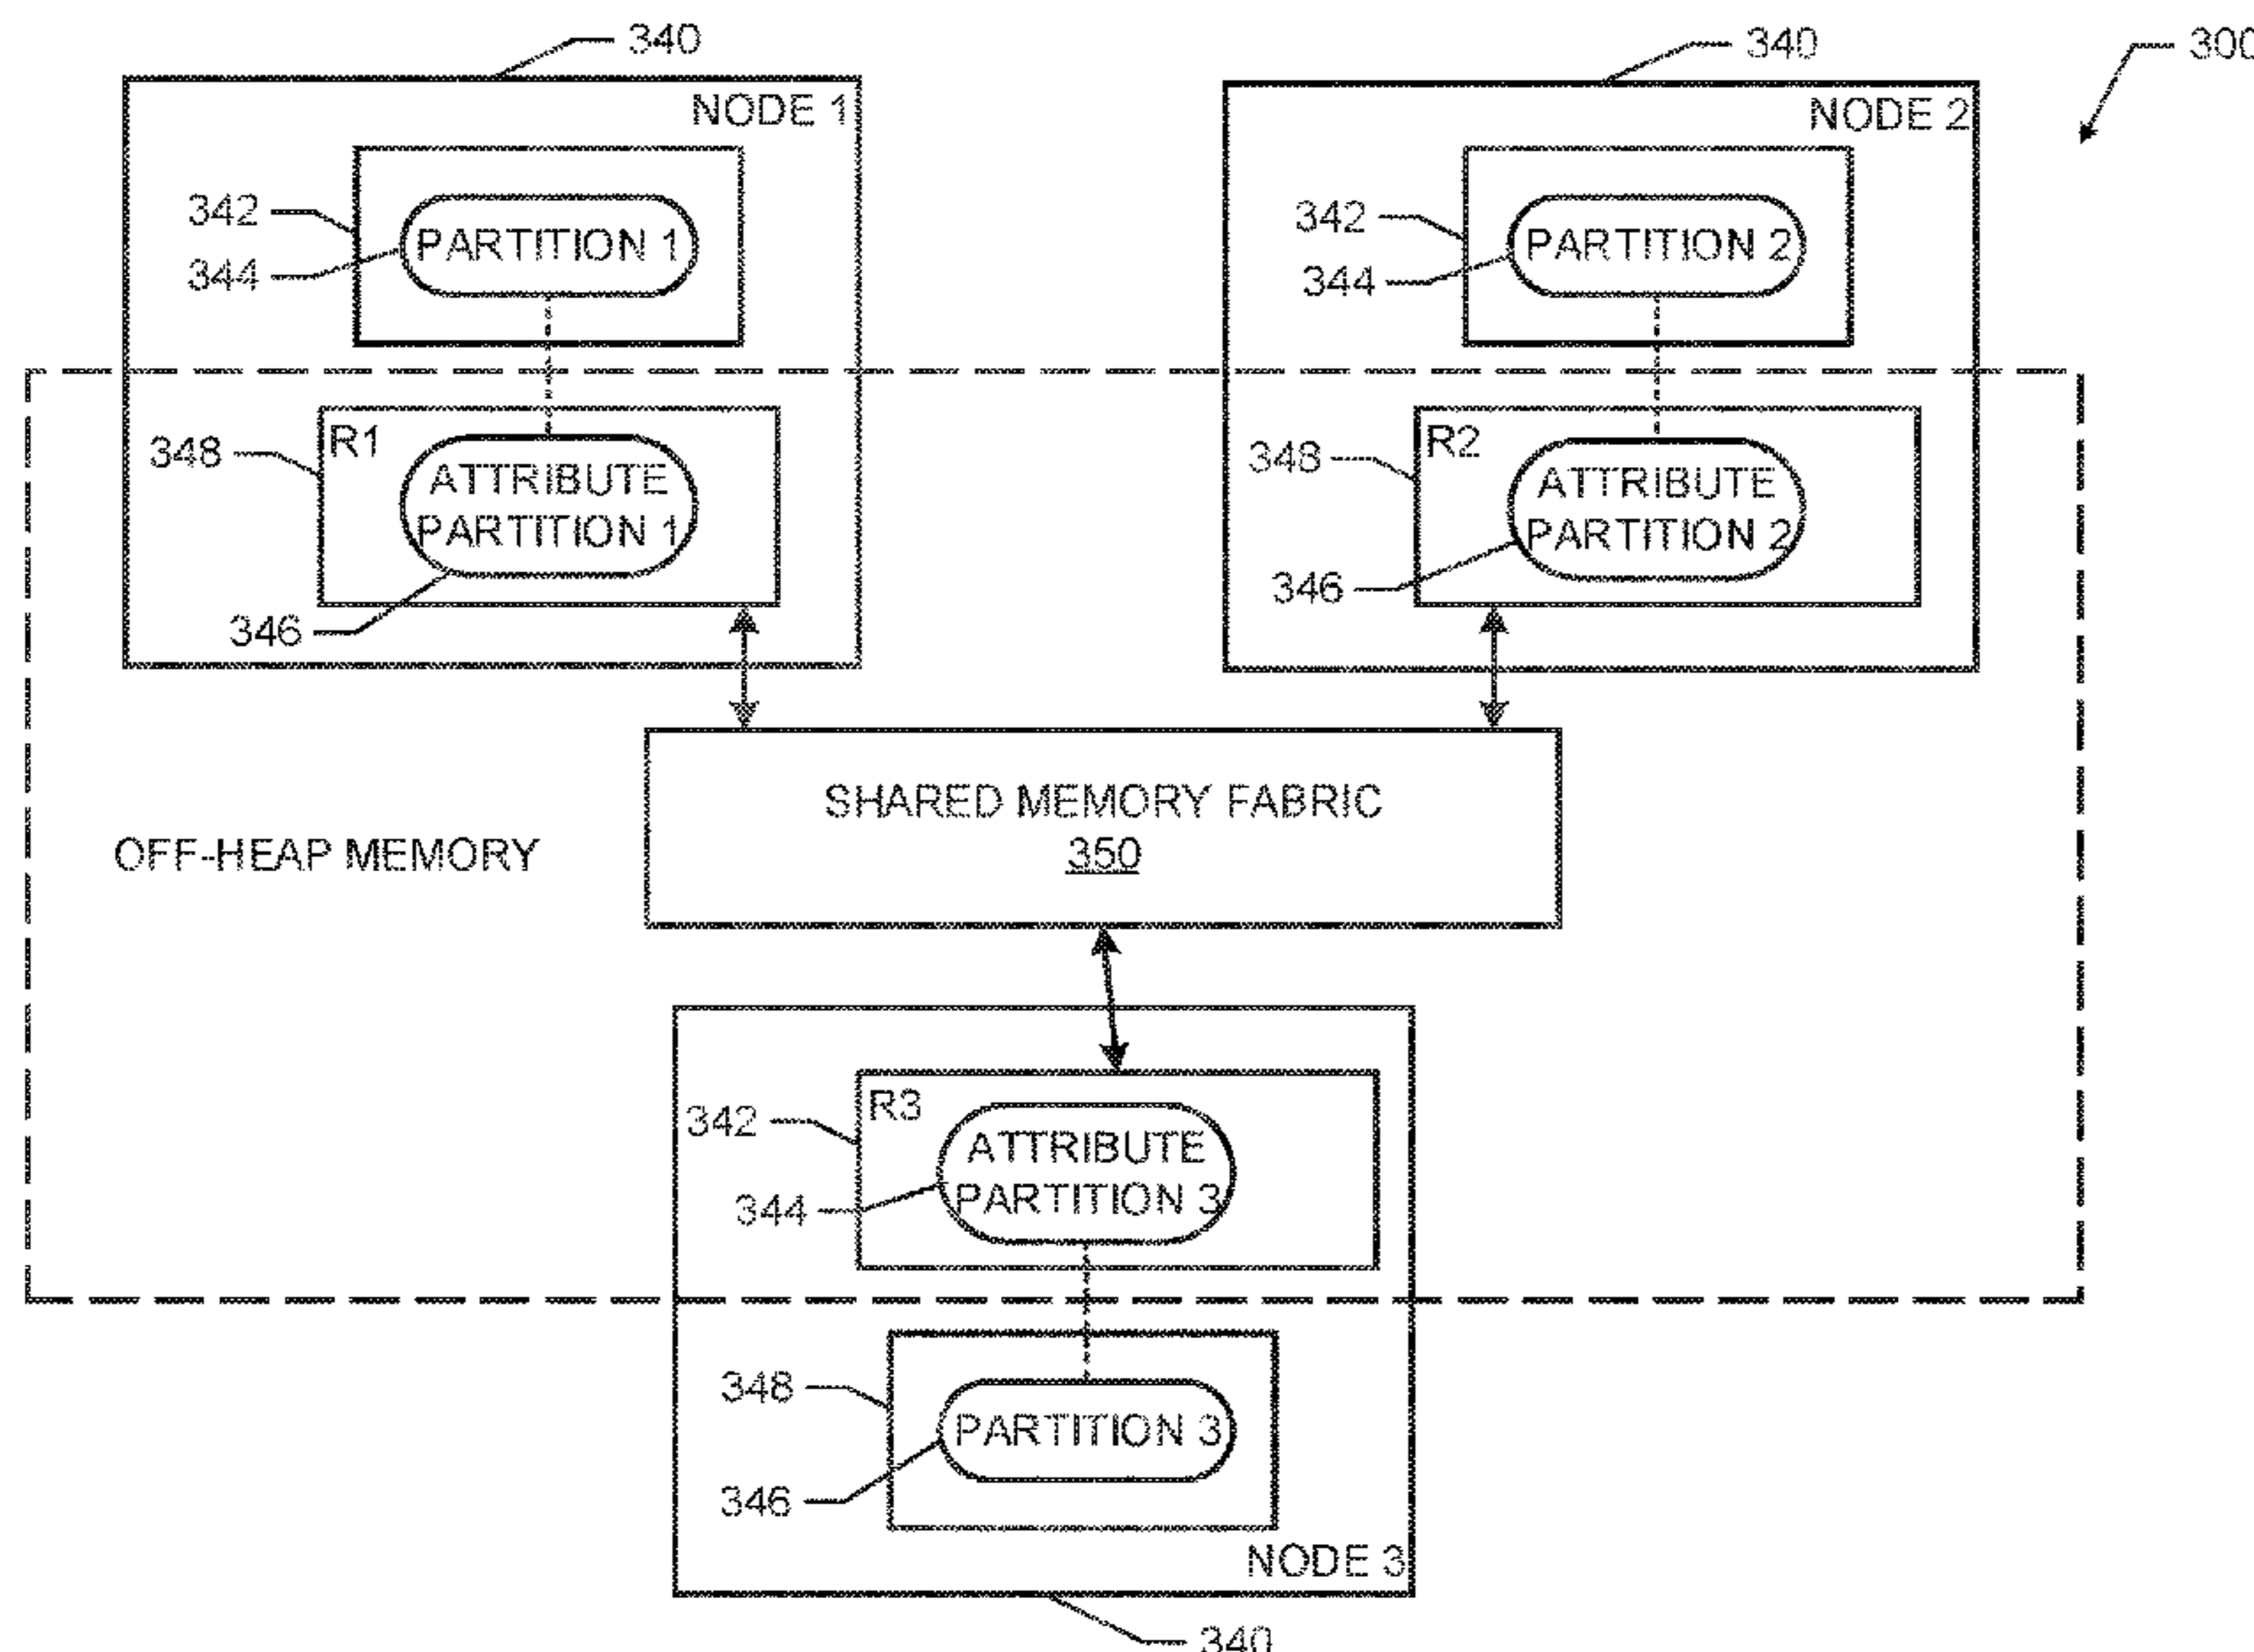 340
340
300
NODE 1
NODE 2
342
PARTITION 1
344
342
PARTITION 2
344
348
R1
ATTRIBUTE
PARTITION 1
346
348
R2
ATTRIBUTE
PARTITION 2
346
SHARED MEMORY FABRIC
350
OFF-HEAP MEMORY
342
R3
ATTRIBUTE
PARTITION 3
344
348
PARTITION 3
346
NODE 3
340